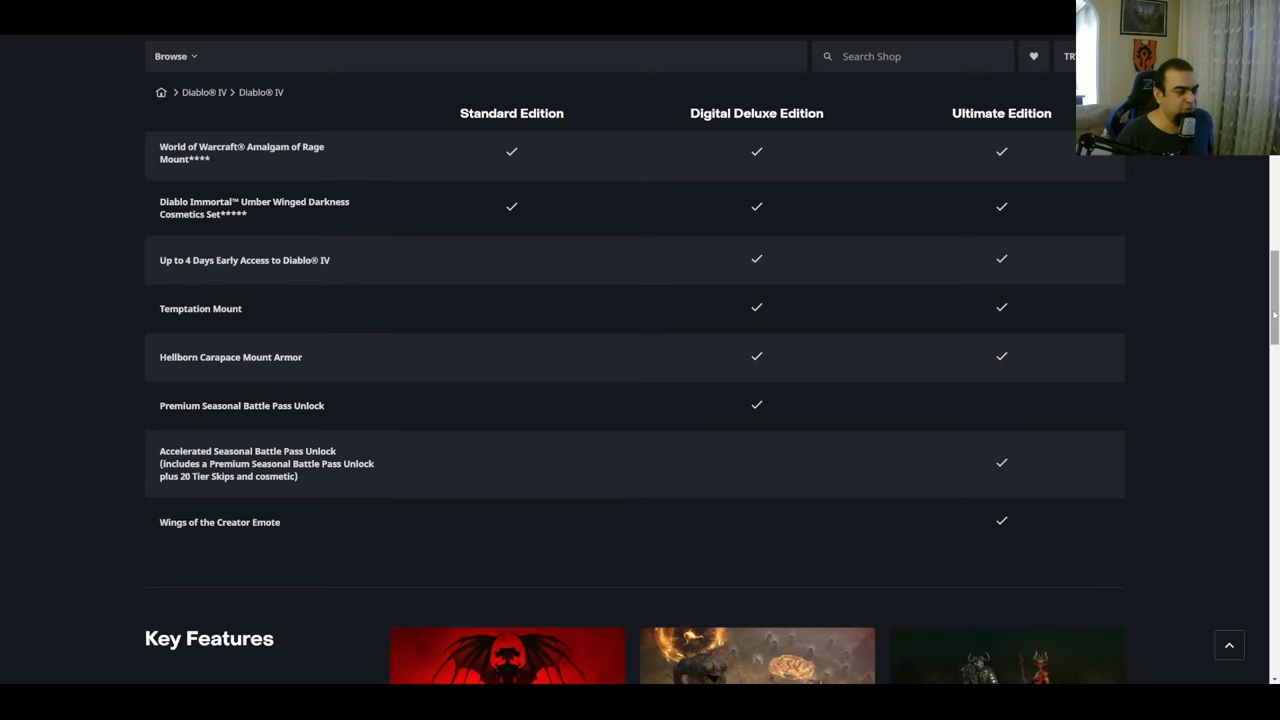 Browse
Search Shop
Diablo® IV
Diablo® IV
Standard Edition
Digital Deluxe Edition
Ultimate Edition
World of Warcraft® Amalgam of Rage
Mount****
Diablo Immortal™ Umber Winged Darkness
Cosmetics Set*****
Up to 4 Days Early Access to Diablo® IV
Temptation Mount
Hellborn Carapace Mount Armor
Premium Seasonal Battle Pass Unlock
Accelerated Seasonal Battle Pass Unlock
(includes a Premium Seasonal Battle Pass Unlock
plus 20 Tier Skips and cosmetic)
Wings of the Creator Emote
Key Features